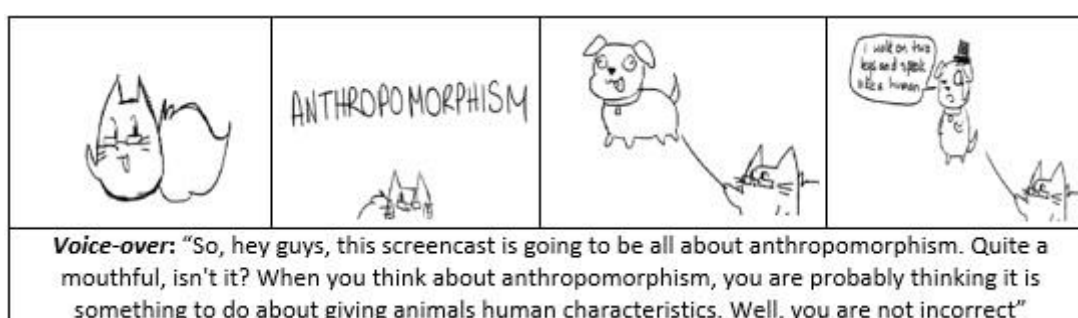 ANTHROPOMORPHISM
i walk on two
legs and speak
like a human
Voice-over: “So, hey guys, this screencast is going to be all about anthropomorphism. Quite a
mouthful, isn't it? When you think about anthropomorphism, you are probably thinking it is
something to do about giving animals human characteristics. Well, you are not incorrect”